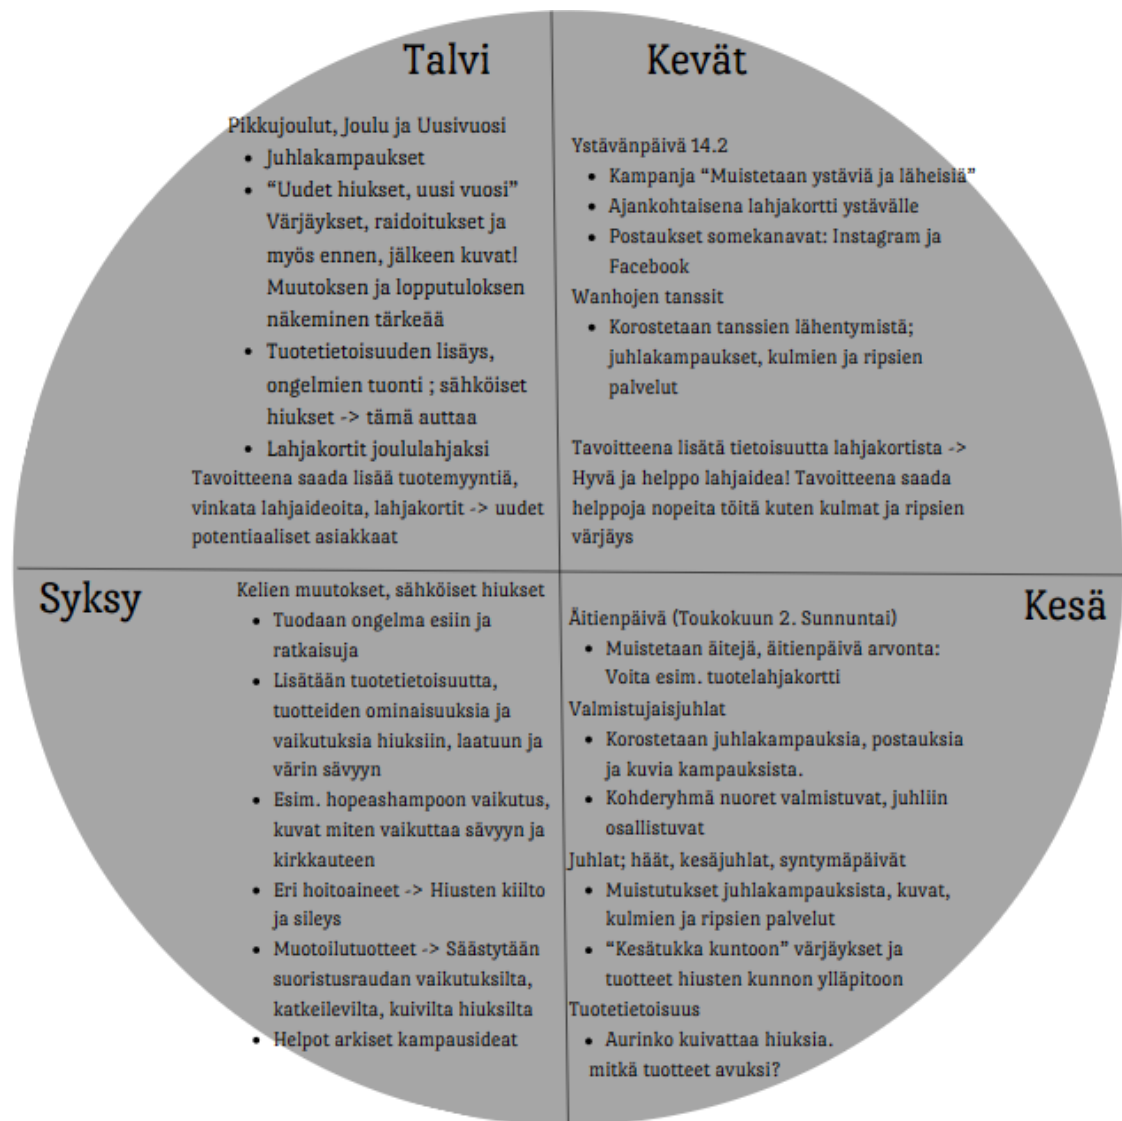 Talvi
Pikkujoulut, Joulu ja Uusivuosi
• Juhlakampaukset
• “Uudet hiukset, uusi vuosi”
Värjäykset, raidoitukset ja
myös ennen, jälkeen kuvat!
Muutoksen ja lopputuloksen
näkeminen tärkeää
• Tuotetietoisuuden lisäys,
ongelmien tuonti ; sähköiset
hiukset -> tämä auttaa
• Lahjakortit joululahjaksi
Tavoitteena saada lisää tuotemyyntiä,
vinkata lahjaideoita, lahjakortit -> uudet
potentiaaliset asiakkaat
Kevät
Ystävänpäivä 14.2
• Kampanja “Muistetaan ystäviä ja läheisiä”
• Ajankohtaisena lahjakortti ystävälle
• Postaukset somekanavat: Instagram ja
Facebook
Wanhojen tanssit
• Korostetaan tanssien lähentymistä;
juhlakampaukset, kulmien ja ripsien
palvelut
Tavoitteena lisätä tietoisuutta lahjakortista ->
Hyvä ja helppo lahjaidea! Tavoitteena saada
helppoja nopeita töitä kuten kulmat ja ripsien
värjäys
Syksy
Kelien muutokset, sähköiset hiukset
• Tuodaan ongelma esiin ja
ratkaisuja
• Lisätään tuotetietoisuutta,
tuotteiden ominaisuuksia ja
vaikutuksia hiuksiin, laatuun ja
värin sävyyn
• Esim. hopeashampoon vaikutus,
kuvat miten vaikuttaa sävyyn ja
kirkkauteen
• Eri hoitoaineet -> Hiusten kiilto
ja sileys
• Muotoilutuotteet -> Säästytään
suoristusraudan vaikutuksilta,
katkeilevilta, kuivilta hiuksilta
• Helpot arkiset kampausideat
Kesä
Äitienpäivä (Toukokuun 2. Sunnuntai)
• Muistetaan äitejä, äitienpäivä arvonta:
Voita esim. tuotelahjakortti
Valmistujaisjuhlat
• Korostetaan juhlakampauksia, postauksia
ja kuvia kampauksista.
• Kohderyhmä nuoret valmistuvat, juhliin
osallistuvat
Juhlat; häät, kesäjuhlat, syntymäpäivät
• Muistutukset juhlakampauksista, kuvat,
kulmien ja ripsien palvelut
• “Kesätukka kuntoon” värjäykset ja
tuotteet hiusten kunnon ylläpitoon
Tuotetietoisuus
• Aurinko kuivattaa hiuksia.
mitkä tuotteet avuksi?